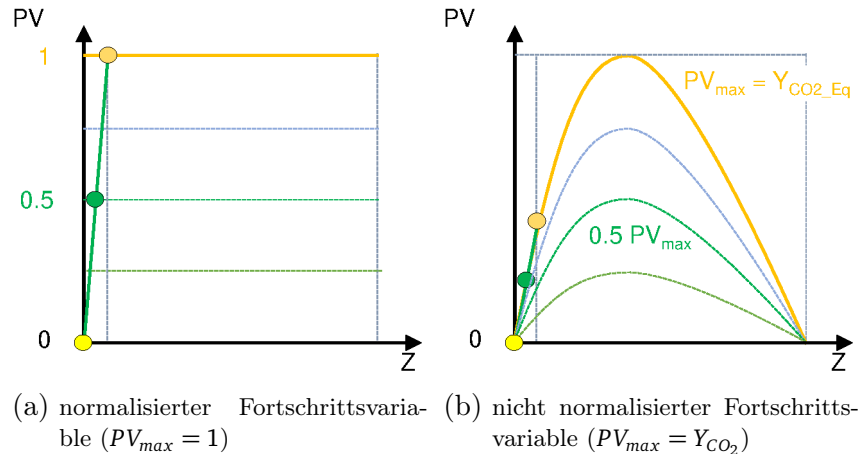 PV
1
0.5
0
Z
(a) normalisierter Fortschrittsvaria-
ble (PVmax = 1)
PV
PVmax = YCO2_Eq
0.5 PVmax
0
Z
(b) nicht normalisierter Fortschritts-
variable (PVmax = YCO2)